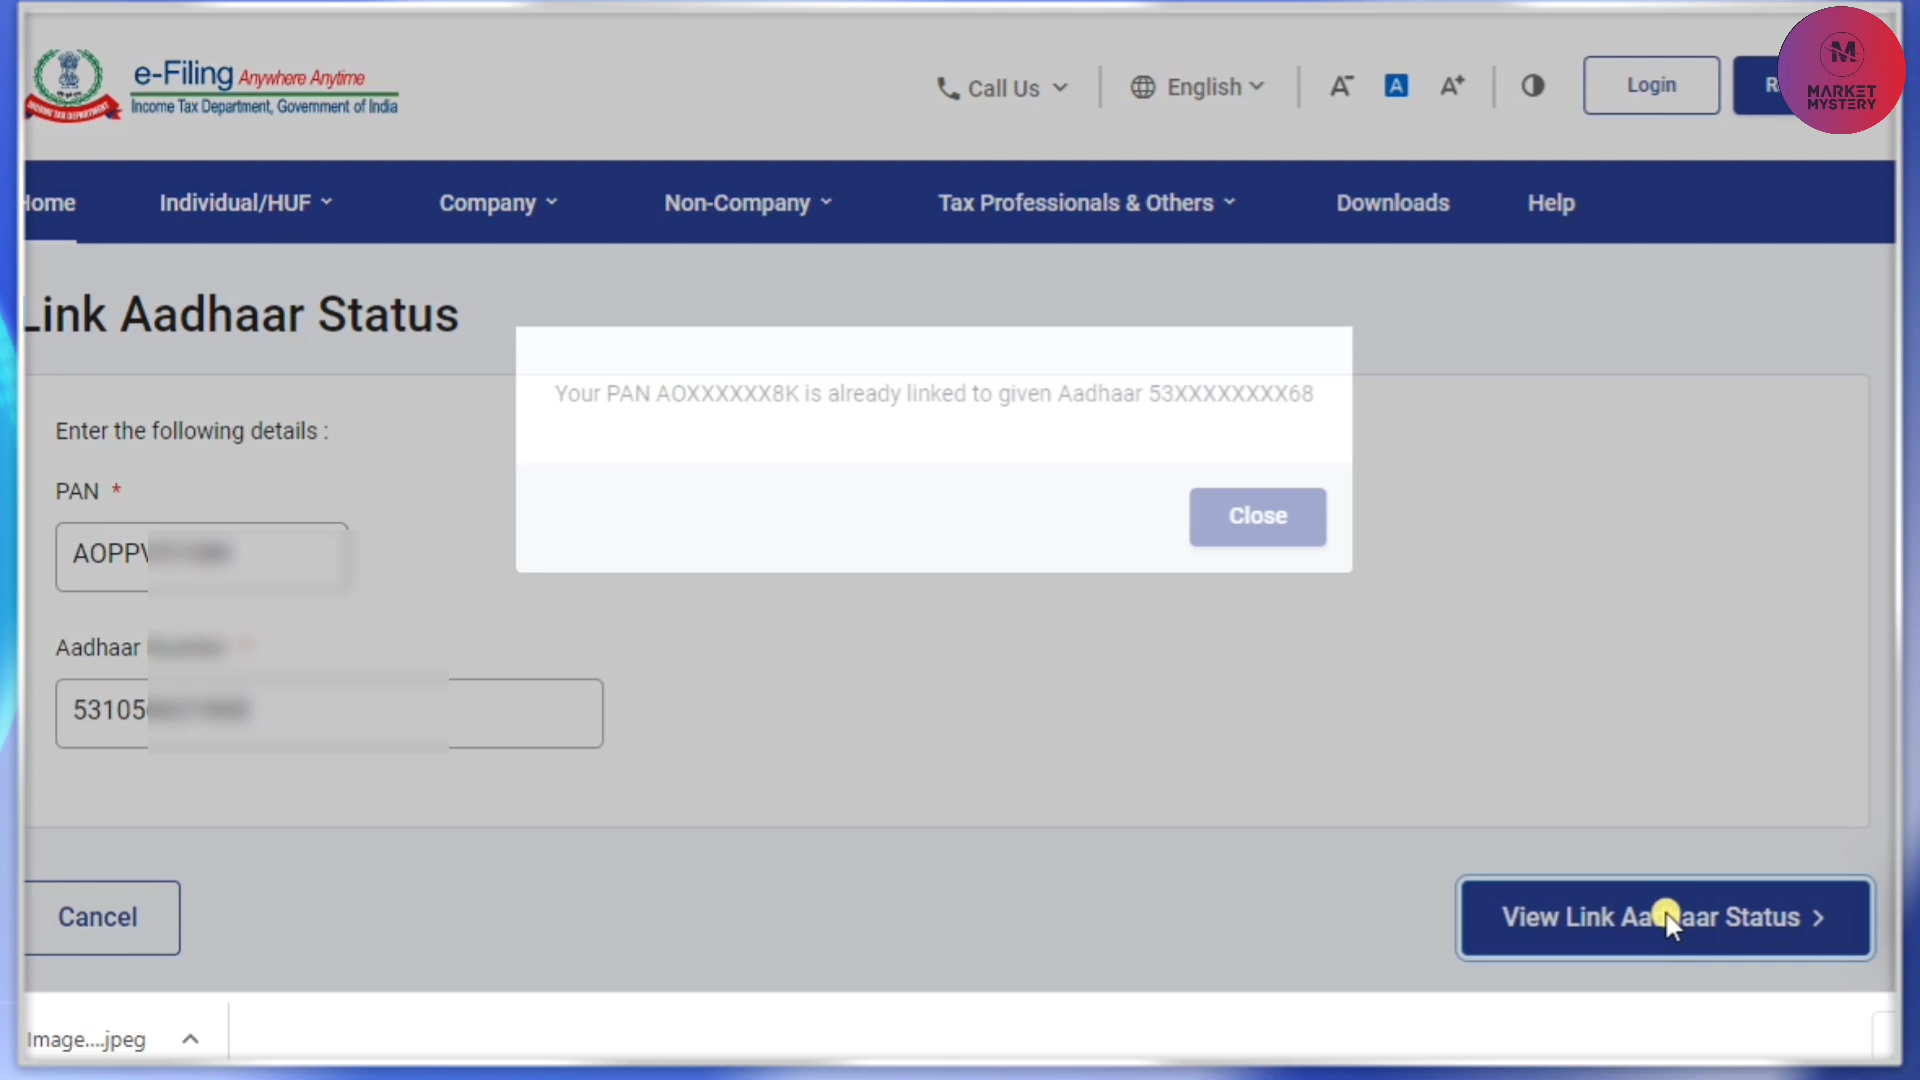 e-Filing Anywhere Anytime
Income Tax Department, Government of India
Call Us
English
A-
A
A+
Login
R
MARKET
MYSTERY
Home
Individual/HUF
Company
Non-Company
Tax Professionals & Others
Downloads
Help
Link Aadhaar Status
Your PAN AOXXXXXX8K is already linked to given Aadhaar 53XXXXXXXX68
Close
Enter the following details :
PAN *
AOPPV
Aadhaar
53105
Cancel
View Link Aadhaar Status
Image....jpeg